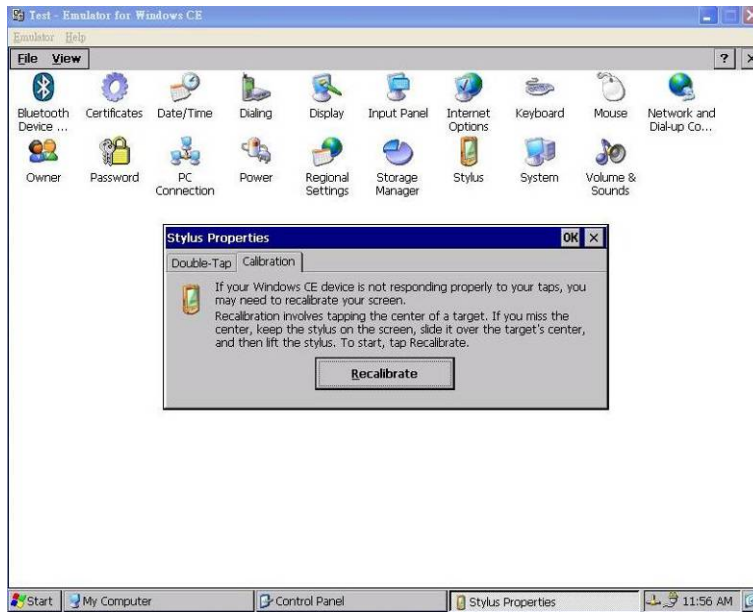 Test - Emulator for Windows CE
Emulator Help
File View ?
Bluetooth Device ...
Certificates
Date/Time
Dialing
Display
Input Panel
Internet Options
Keyboard
Mouse
Network and Dial-up Co...
Owner
Password
PC Connection
Power
Regional Settings
Storage Manager
Stylus
System
Volume & Sounds
Stylus Properties OK
Double-Tap Calibration
If your Windows CE device is not responding properly to your taps, you
may need to recalibrate your screen.
Recalibration involves tapping the center of a target. If you miss the
center, keep the stylus on the screen, slide it over the target's center,
and then lift the stylus. To start, tap Recalibrate.
Recalibrate
Start My Computer Control Panel Stylus Properties 11:56 AM